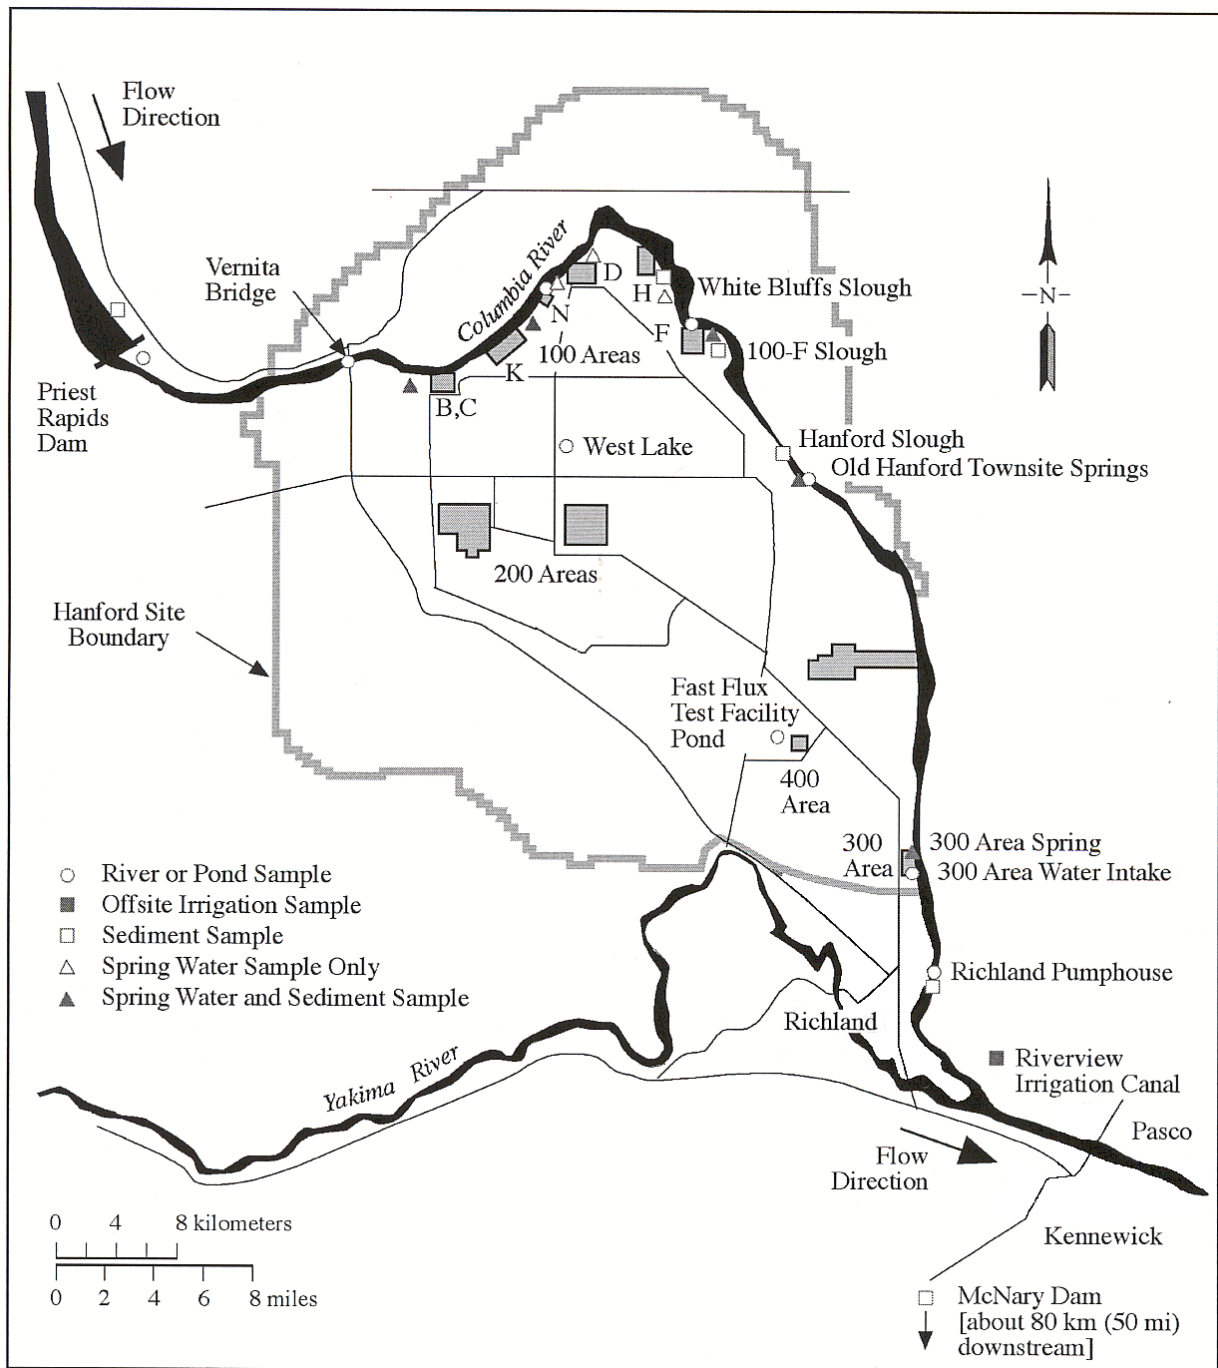 Flow
Direction
Vernita
Bridge
Columbia River
D
H
White Bluffs Slough
N
N
F
100 Areas
100-F Slough
K
Priest
Rapids
Dam
B,C
West Lake
Hanford Slough
Old Hanford Townsite Springs
200 Areas
Hanford Site
Boundary
Fast Flux
Test Facility
Pond
400
Area
300
Area
300 Area Spring
300 Area Water Intake
River or Pond Sample
Offsite Irrigation Sample
Sediment Sample
Spring Water Sample Only
Spring Water and Sediment Sample
Richland Pumphouse
Richland
Riverview
Irrigation Canal
Yakima River
Pasco
Flow
Direction
0 4 8 kilometers
0 2 4 6 8 miles
Kennewick
McNary Dam
[about 80 km (50 mi)
downstream]